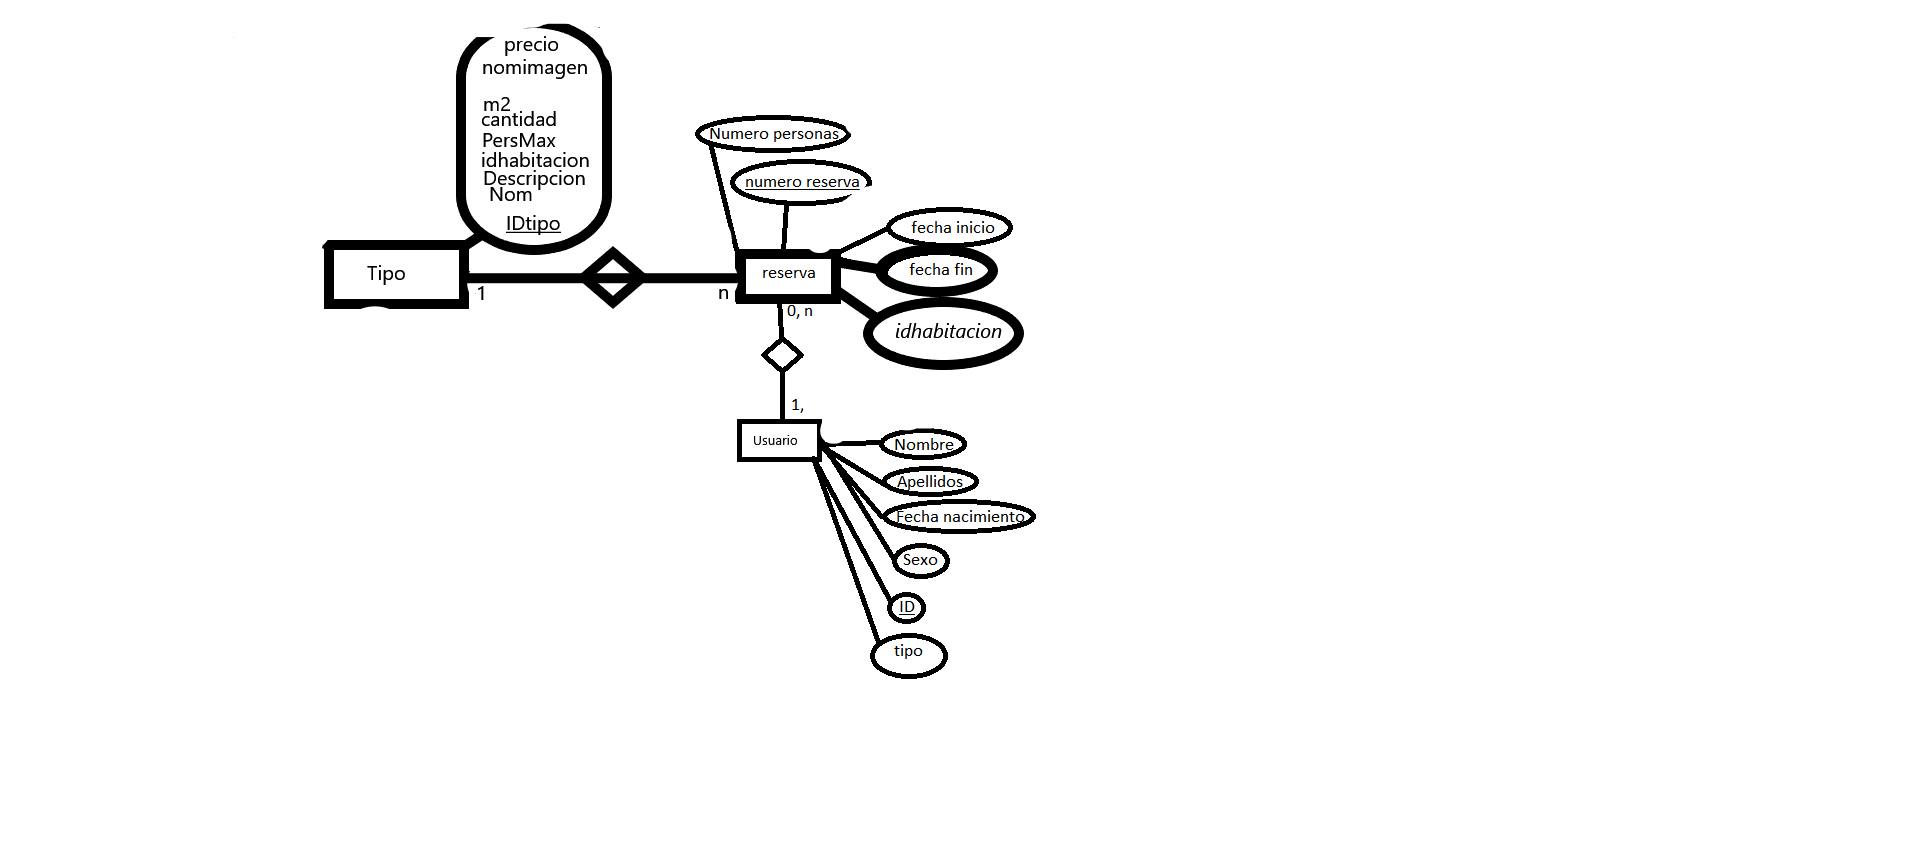 precio
nomimagen
m2
cantidad
PersMax
idhabitacion
Descripcion
Nom
IDtipo
Tipo
1
n
Numero personas
numero reserva
fecha inicio
fecha fin
idhabitacion
reserva
0, n
1,
Usuario
Nombre
Apellidos
Fecha nacimiento
Sexo
ID
tipo